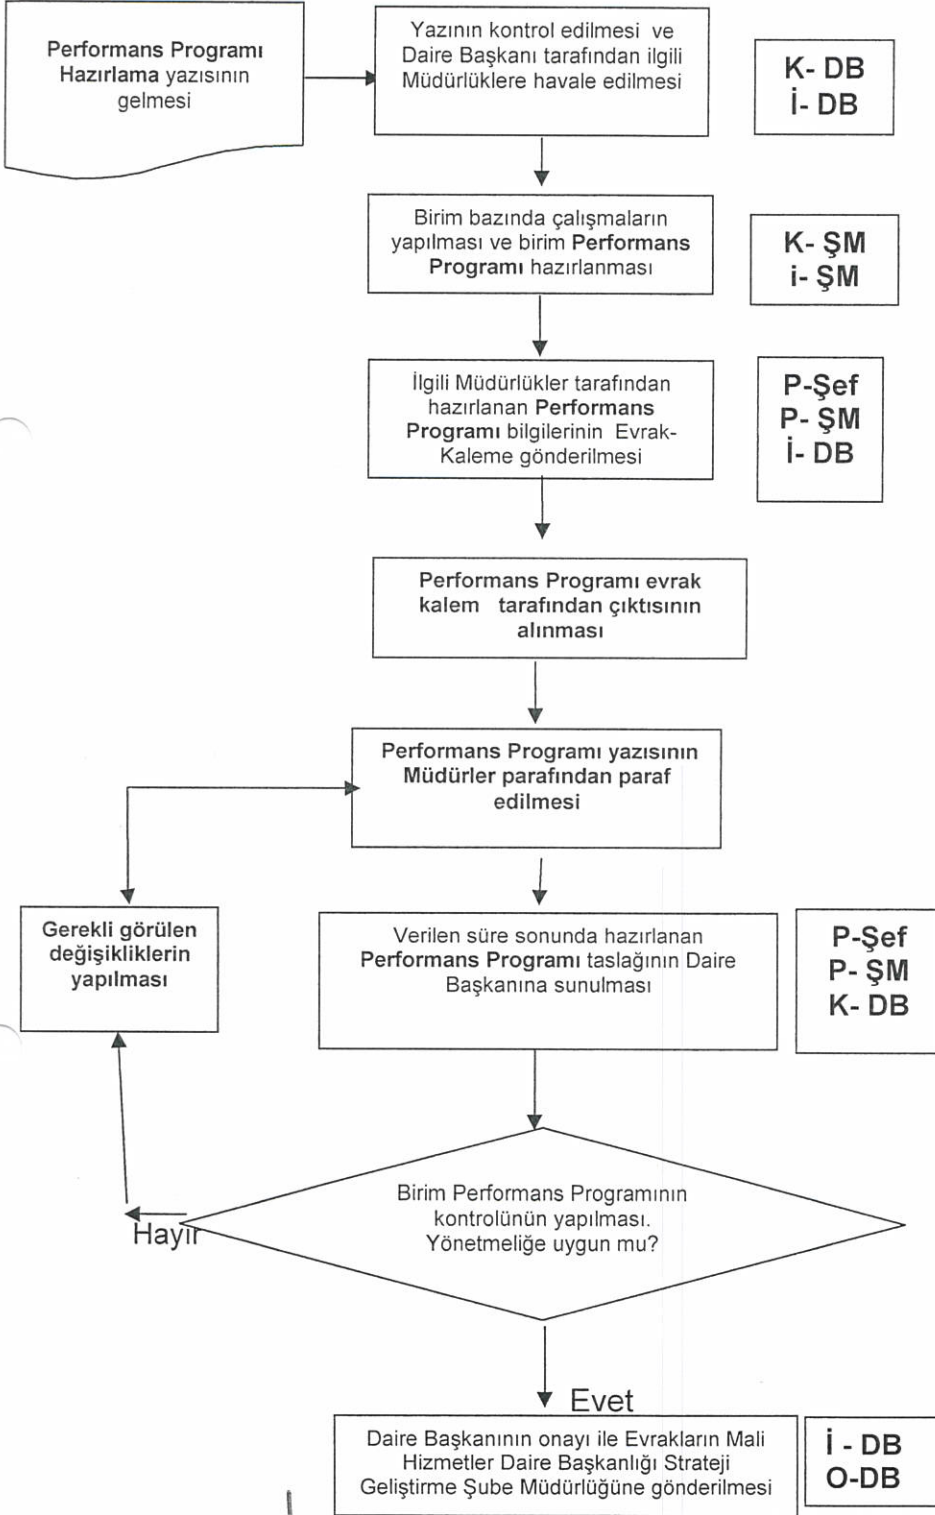 Performans Programı
Hazırlama yazısının
gelmesi
Yazının kontrol edilmesi ve
Daire Başkanı tarafından ilgili
Müdürlüklere havale edilmesi
K- DB
İ- DB
Birim bazında çalışmaların
yapılması ve birim Performans
Programı hazırlanması
K- ŞM
i- ŞM
İlgili Müdürlükler tarafından
hazırlanan Performans
Programı bilgilerinin Evrak-
Kaleme gönderilmesi
P-Şef
P- ŞM
İ- DB
Performans Programı evrak
kalem tarafından çıktısının
alınması
Performans Programı yazısının
Müdürler parafından paraf
edilmesi
Gerekli görülen
değişikliklerin
yapılması
Verilen süre sonunda hazırlanan
Performans Programı taslağının Daire
Başkanına sunulması
P-Şef
P- ŞM
K- DB
Birim Performans Programının
kontrolünün yapılması.
Yönetmeliğe uygun mu?
Hayır
Evet
Daire Başkanının onayı ile Evrakların Mali
Hizmetler Daire Başkanlığı Strateji
Geliştirme Şube Müdürlüğüne gönderilmesi
İ - DB
O-DB